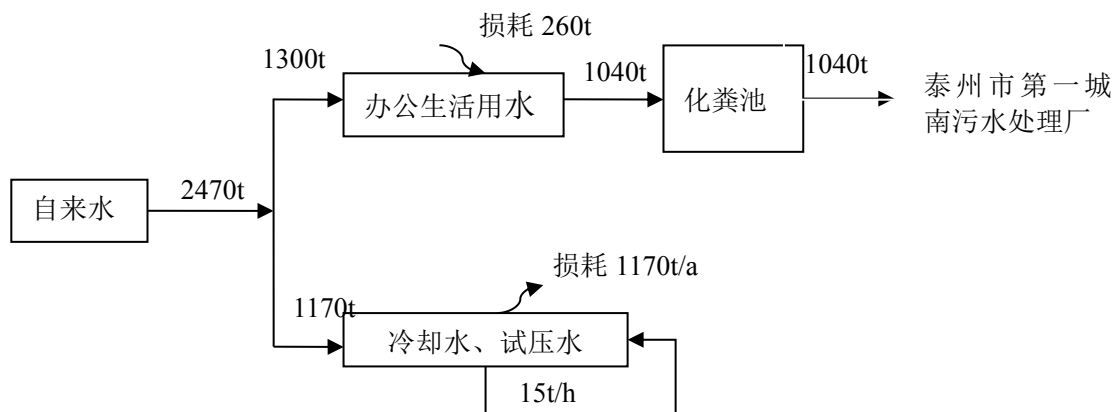 损耗 260t
1300t
办公生活用水
1040t
化粪池
1040t
泰州市第一城
南污水处理厂
自来水
2470t
损耗 1170t/a
1170t
冷却水、试压水
15t/h